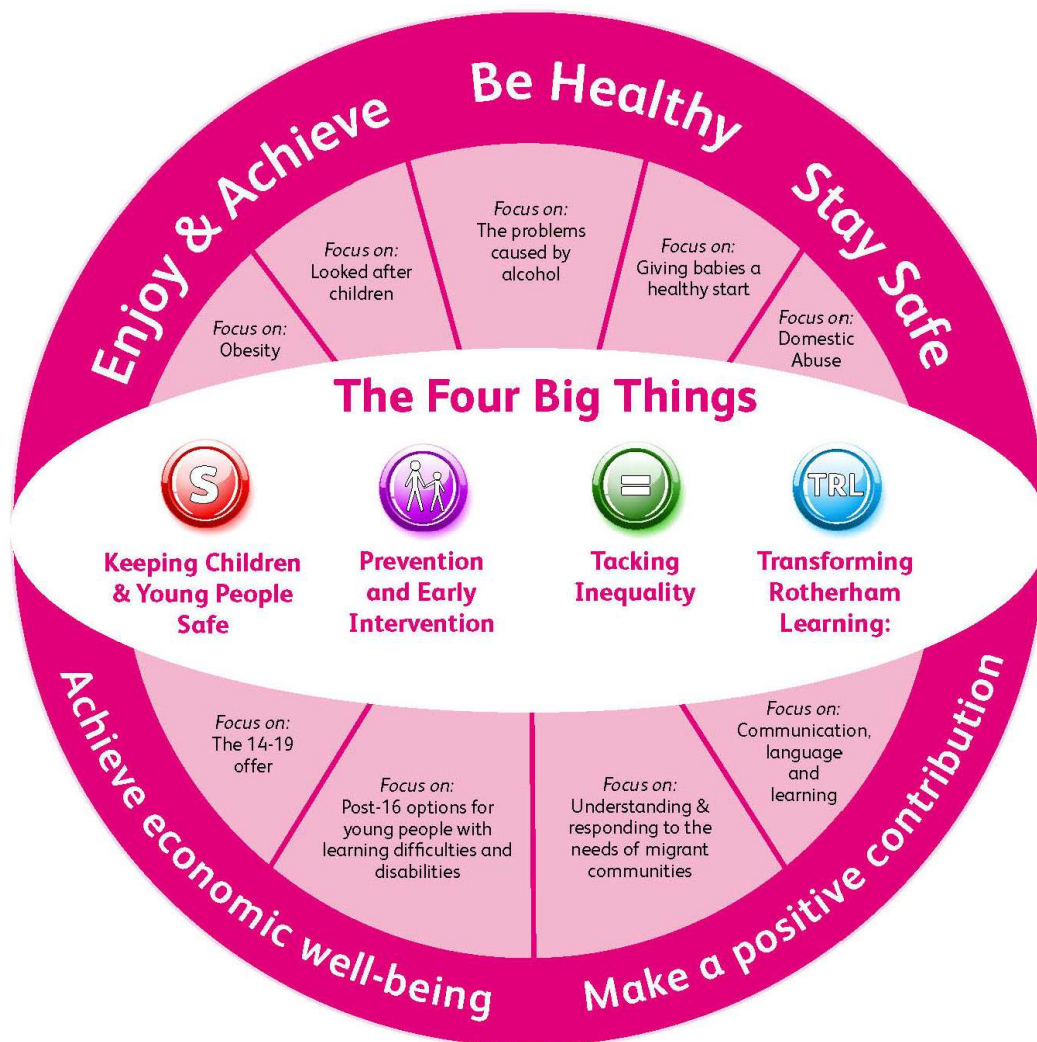 Enjoy & Achieve
Be Healthy
Stay Safe
Focus on:
Obesity
Focus on:
Looked after
children
Focus on:
The problems
caused by
alcohol
Focus on:
Giving babies a
healthy start
Focus on:
Domestic
Abuse
The Four Big Things
S
Keeping Children
& Young People
Safe
Prevention
and Early
Intervention
=
Tacking
Inequality
TRL
Transforming
Rotherham
Learning:
Focus on:
The 14-19
offer
Focus on:
Post-16 options for
young people with
learning difficulties and
disabilities
Focus on:
Understanding &
responding to the
needs of migrant
communities
Focus on:
Communication,
language
and
learning
Achieve economic well-being
Make a positive contribution